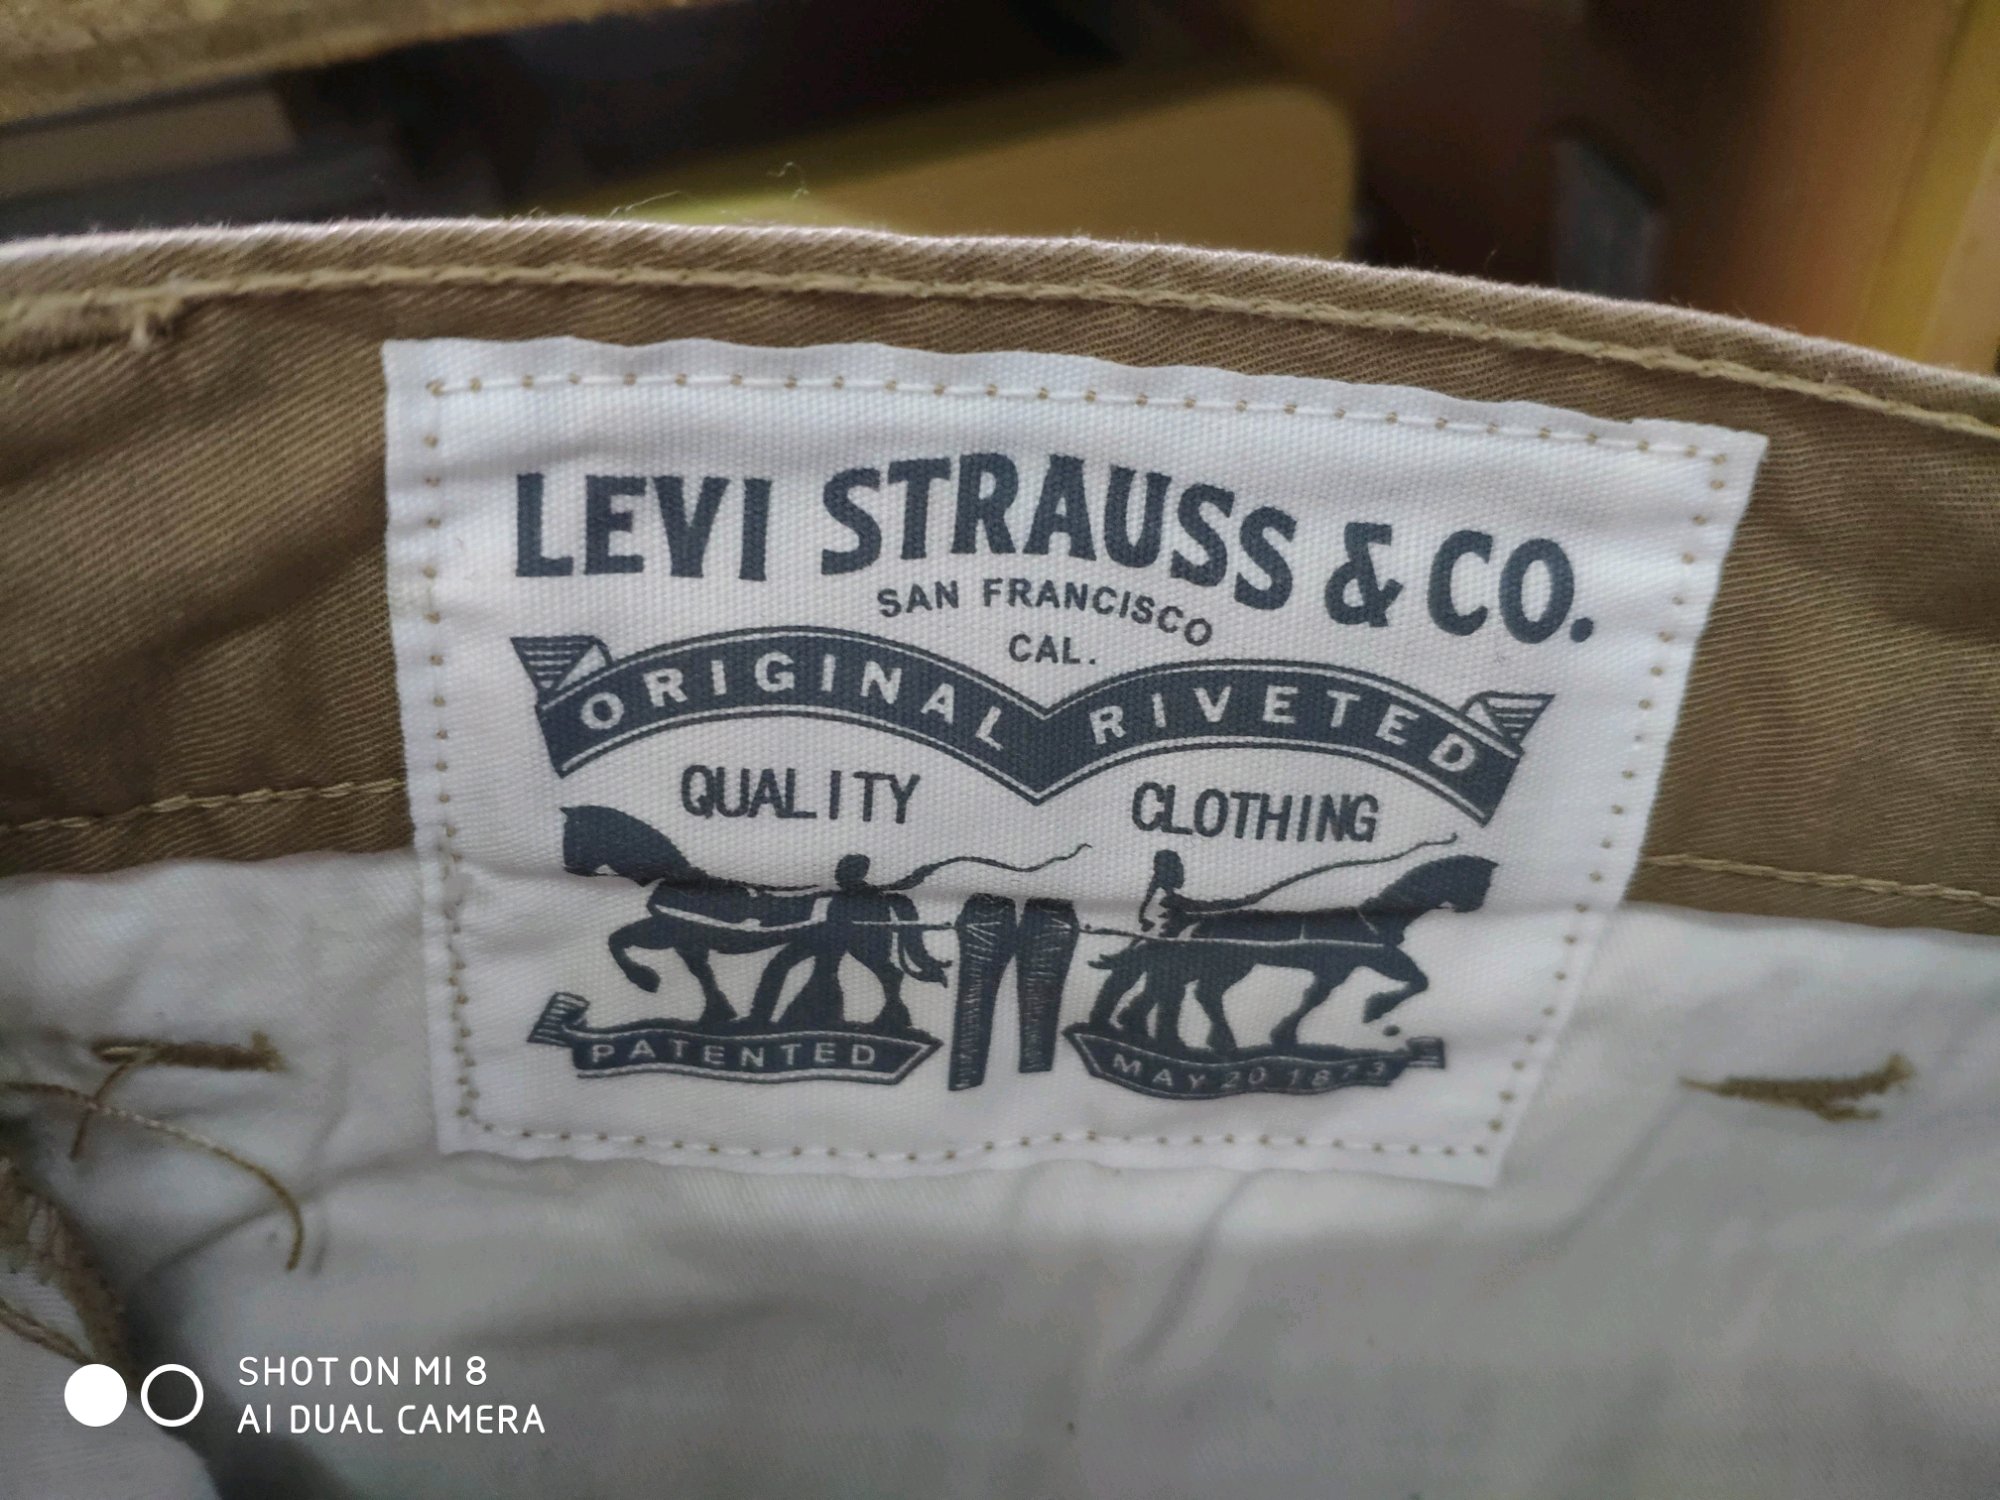 LEVI STRAUSS & CO.
SAN FRANCISCO
CAL.
ORIGINAL RIVETED
QUALITY CLOTHING
PATENTED MAY 20 1873
SHOT ON MI 8
AI DUAL CAMERA